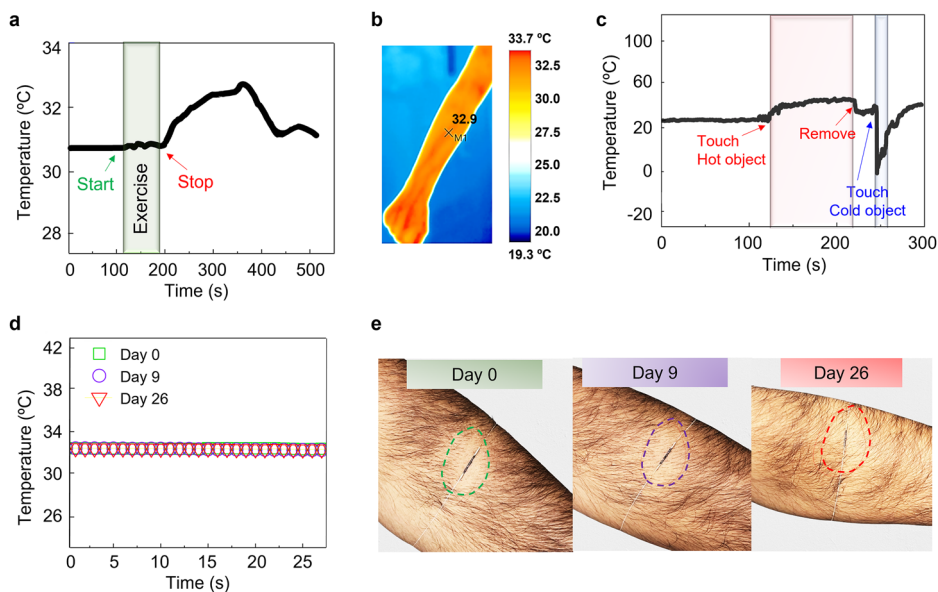 a
Temperature (ºC)
34
32
30
28
Start
Exercise
Stop
0
100
200
300
400
500
Time (s)
b
33.7 ºC
32.5
30.0
27.5
25.0
22.5
20.0
19.3 ºC
32.9
M1
c
Temperature (ºC)
100
60
20
0
-20
Touch
Hot object
Remove
Touch
Cold object
0
100
200
300
Time (s)
d
Temperature (ºC)
42
34
32
26
23
Day 0
Day 9
Day 26
0
5
10
15
20
25
Time (s)
e
Day 0
Day 9
Day 26